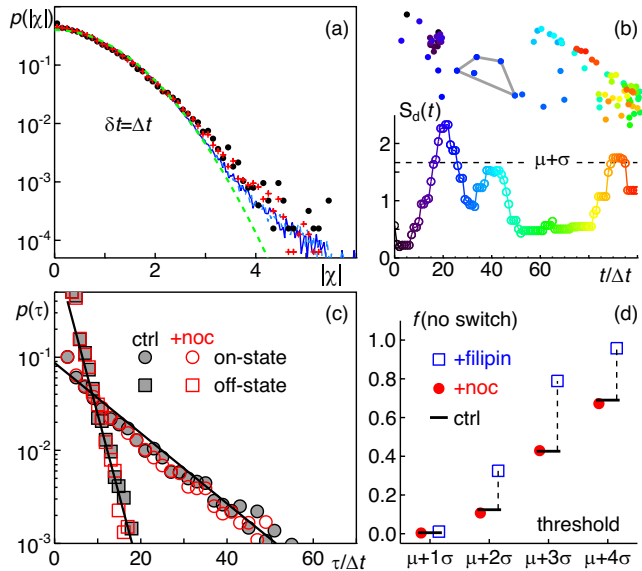 p(|χ|)
(a)
10⁻¹
10⁻²
10⁻³
10⁻⁴
δt=Δt
0
2
4
|χ|
(b)
S_d(t)
2
1
0
μ+σ
0
20
60
t/Δt
p(τ)
(c)
10⁻¹
10⁻²
10⁻³
ctrl
+noc
on-state
off-state
0
20
40
60
τ/Δt
f(no switch)
(d)
1.0
0.8
0.6
0.4
0.2
0.0
+filipin
+noc
ctrl
threshold
μ+1σ
μ+2σ
μ+3σ
μ+4σ